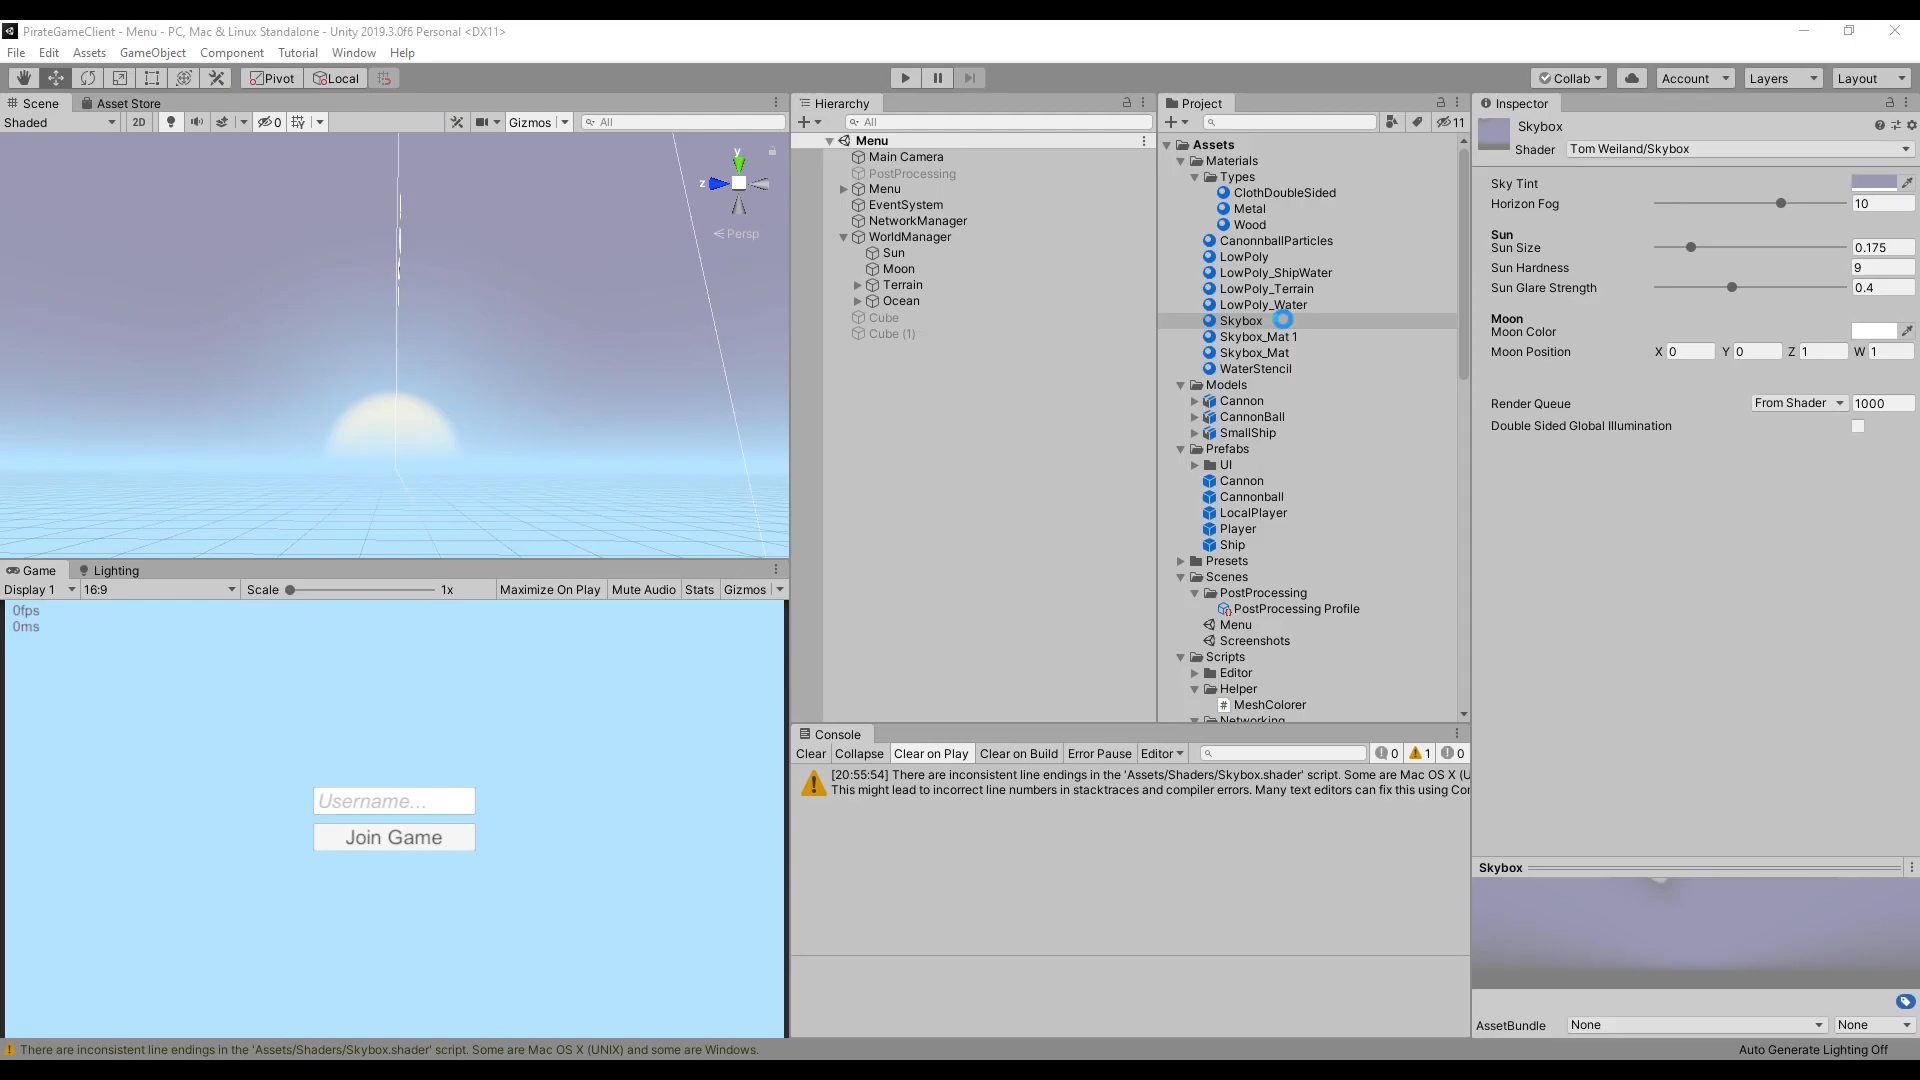 PirateGameClient - Menu - PC, Mac & Linux Standalone - Unity 2019.3.0f6 Personal <DX11>
File Edit Assets GameObject Component Tutorial Window Help
Pivot Local Collab Account Layers Layout
Scene Asset Store
Shaded 2D 0 Gizmos All
y
z
Persp
Game Lighting
Display 1 16:9 Scale 1x Maximize On Play Mute Audio Stats Gizmos
0fps
0ms
Username...
Join Game
Hierarchy
All
Menu
Main Camera
PostProcessing
Menu
EventSystem
NetworkManager
WorldManager
Sun
Moon
Terrain
Ocean
Cube
Cube (1)
Project
11
Assets
Materials
Types
ClothDoubleSided
Metal
Wood
CanonnballParticles
LowPoly
LowPoly_ShipWater
LowPoly_Terrain
LowPoly_Water
Skybox
Skybox_Mat 1
Skybox_Mat
WaterStencil
Models
Cannon
CannonBall
SmallShip
Prefabs
UI
Cannon
Cannonball
LocalPlayer
Player
Ship
Presets
Scenes
PostProcessing
PostProcessing Profile
Menu
Screenshots
Scripts
Editor
Helper
MeshColorer
Networking
Console
Clear Collapse Clear on Play Clear on Build Error Pause Editor 0 1 0
[20:55:54] There are inconsistent line endings in the 'Assets/Shaders/Skybox.shader' script. Some are Mac OS X (U
This might lead to incorrect line numbers in stacktraces and compiler errors. Many text editors can fix this using Cor
Inspector
Skybox
Shader Tom Weiland/Skybox
Sky Tint
Horizon Fog 10
Sun
Sun Size 0.175
Sun Hardness 9
Sun Glare Strength 0.4
Moon
Moon Color
Moon Position X 0 Y 0 Z 1 W 1
Render Queue From Shader 1000
Double Sided Global Illumination
Skybox
AssetBundle None None
There are inconsistent line endings in the 'Assets/Shaders/Skybox.shader' script. Some are Mac OS X (UNIX) and some are Windows.
Auto Generate Lighting Off